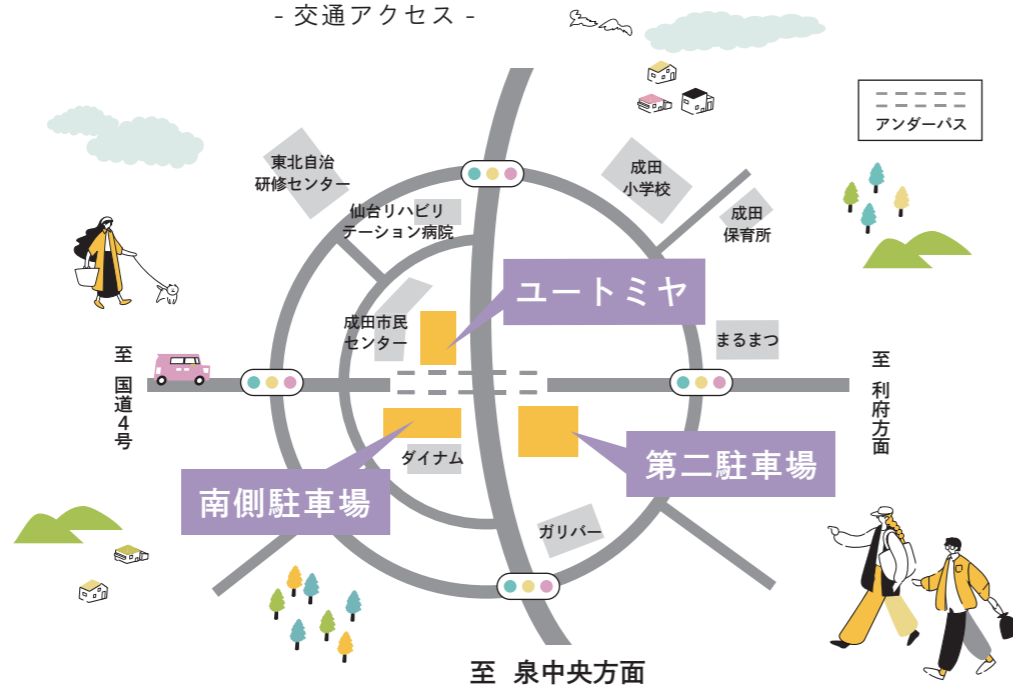 - 交通アクセス -
アンダーパス
東北自治
研修センター
仙台リハビリ
テーション病院
成田
小学校
成田
保育所
ユートミヤ
成田市民
センター
まるまつ
至 国道4号
至 利府方面
ダイナム
第二駐車場
南側駐車場
ガリバー
至 泉中央方面